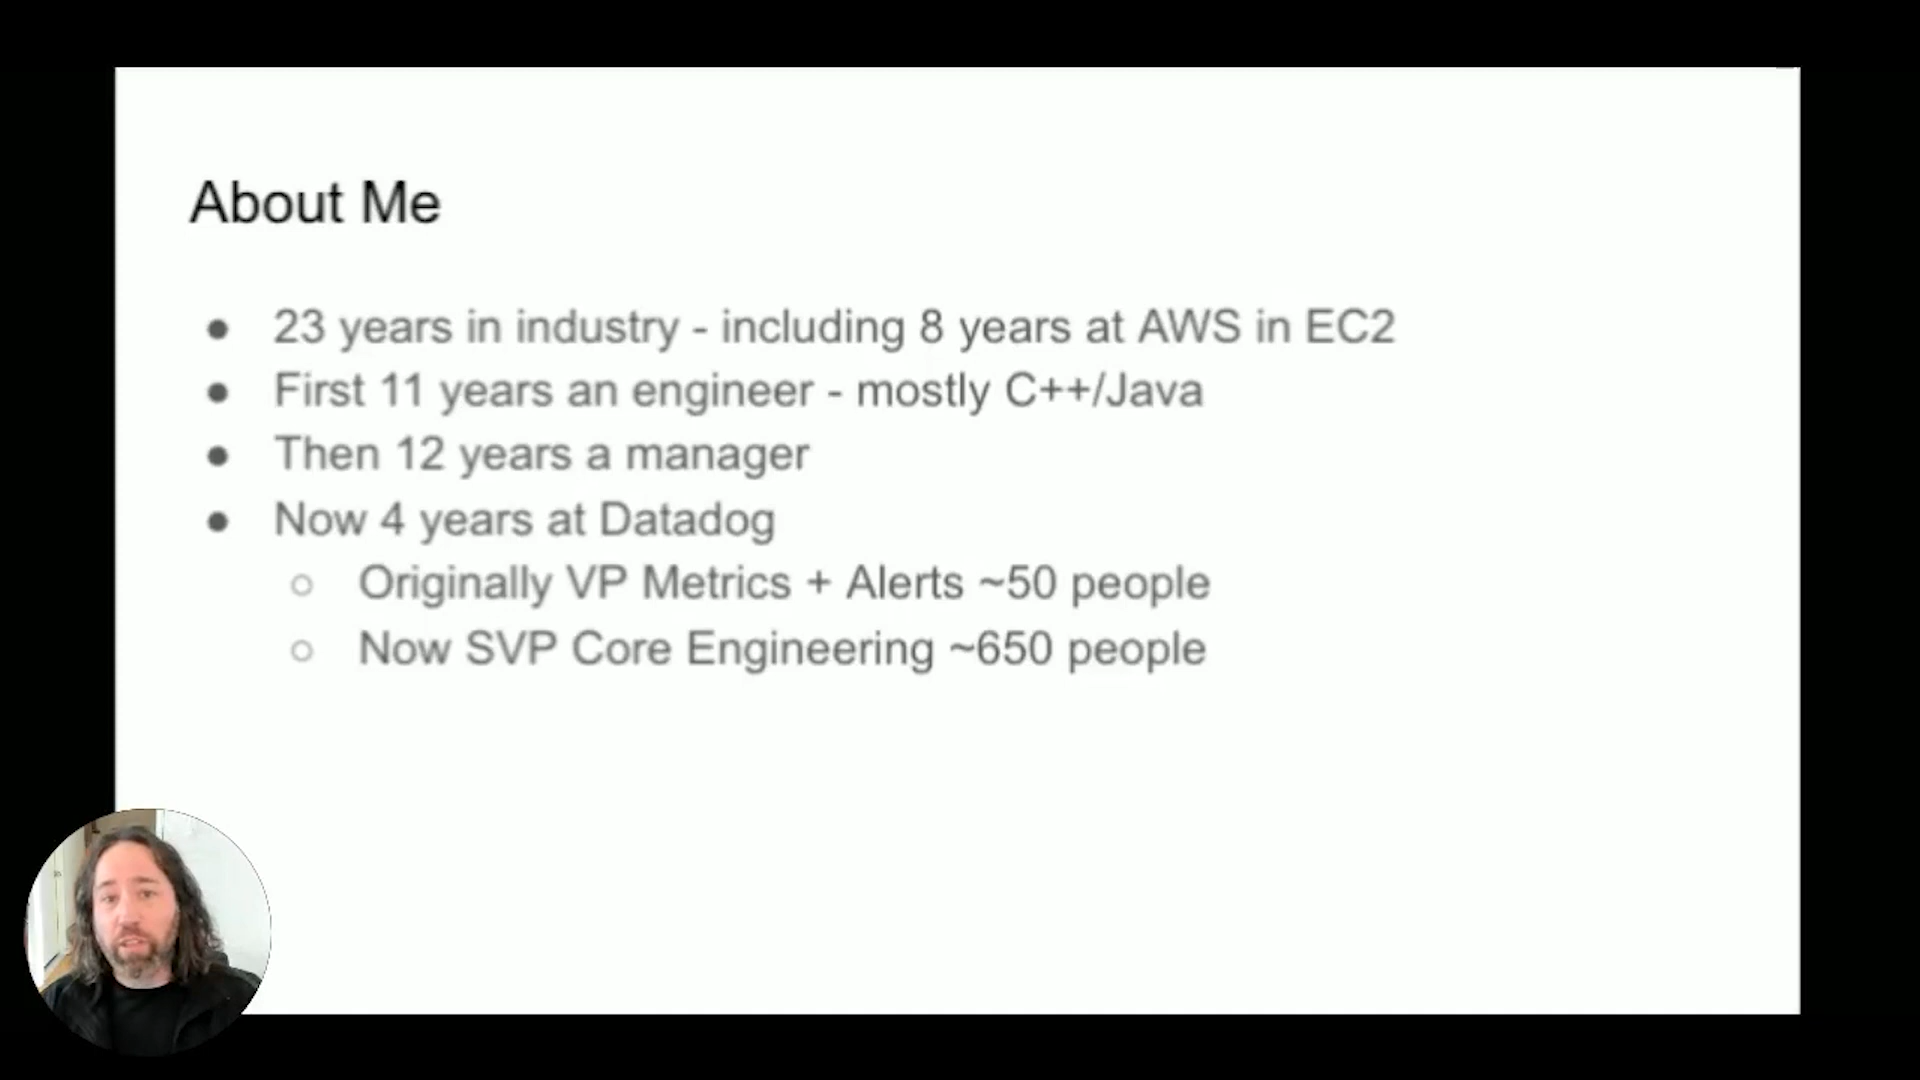 About Me
● 23 years in industry - including 8 years at AWS in EC2
● First 11 years an engineer - mostly C++/Java
● Then 12 years a manager
● Now 4 years at Datadog
○ Originally VP Metrics + Alerts ~50 people
○ Now SVP Core Engineering ~650 people